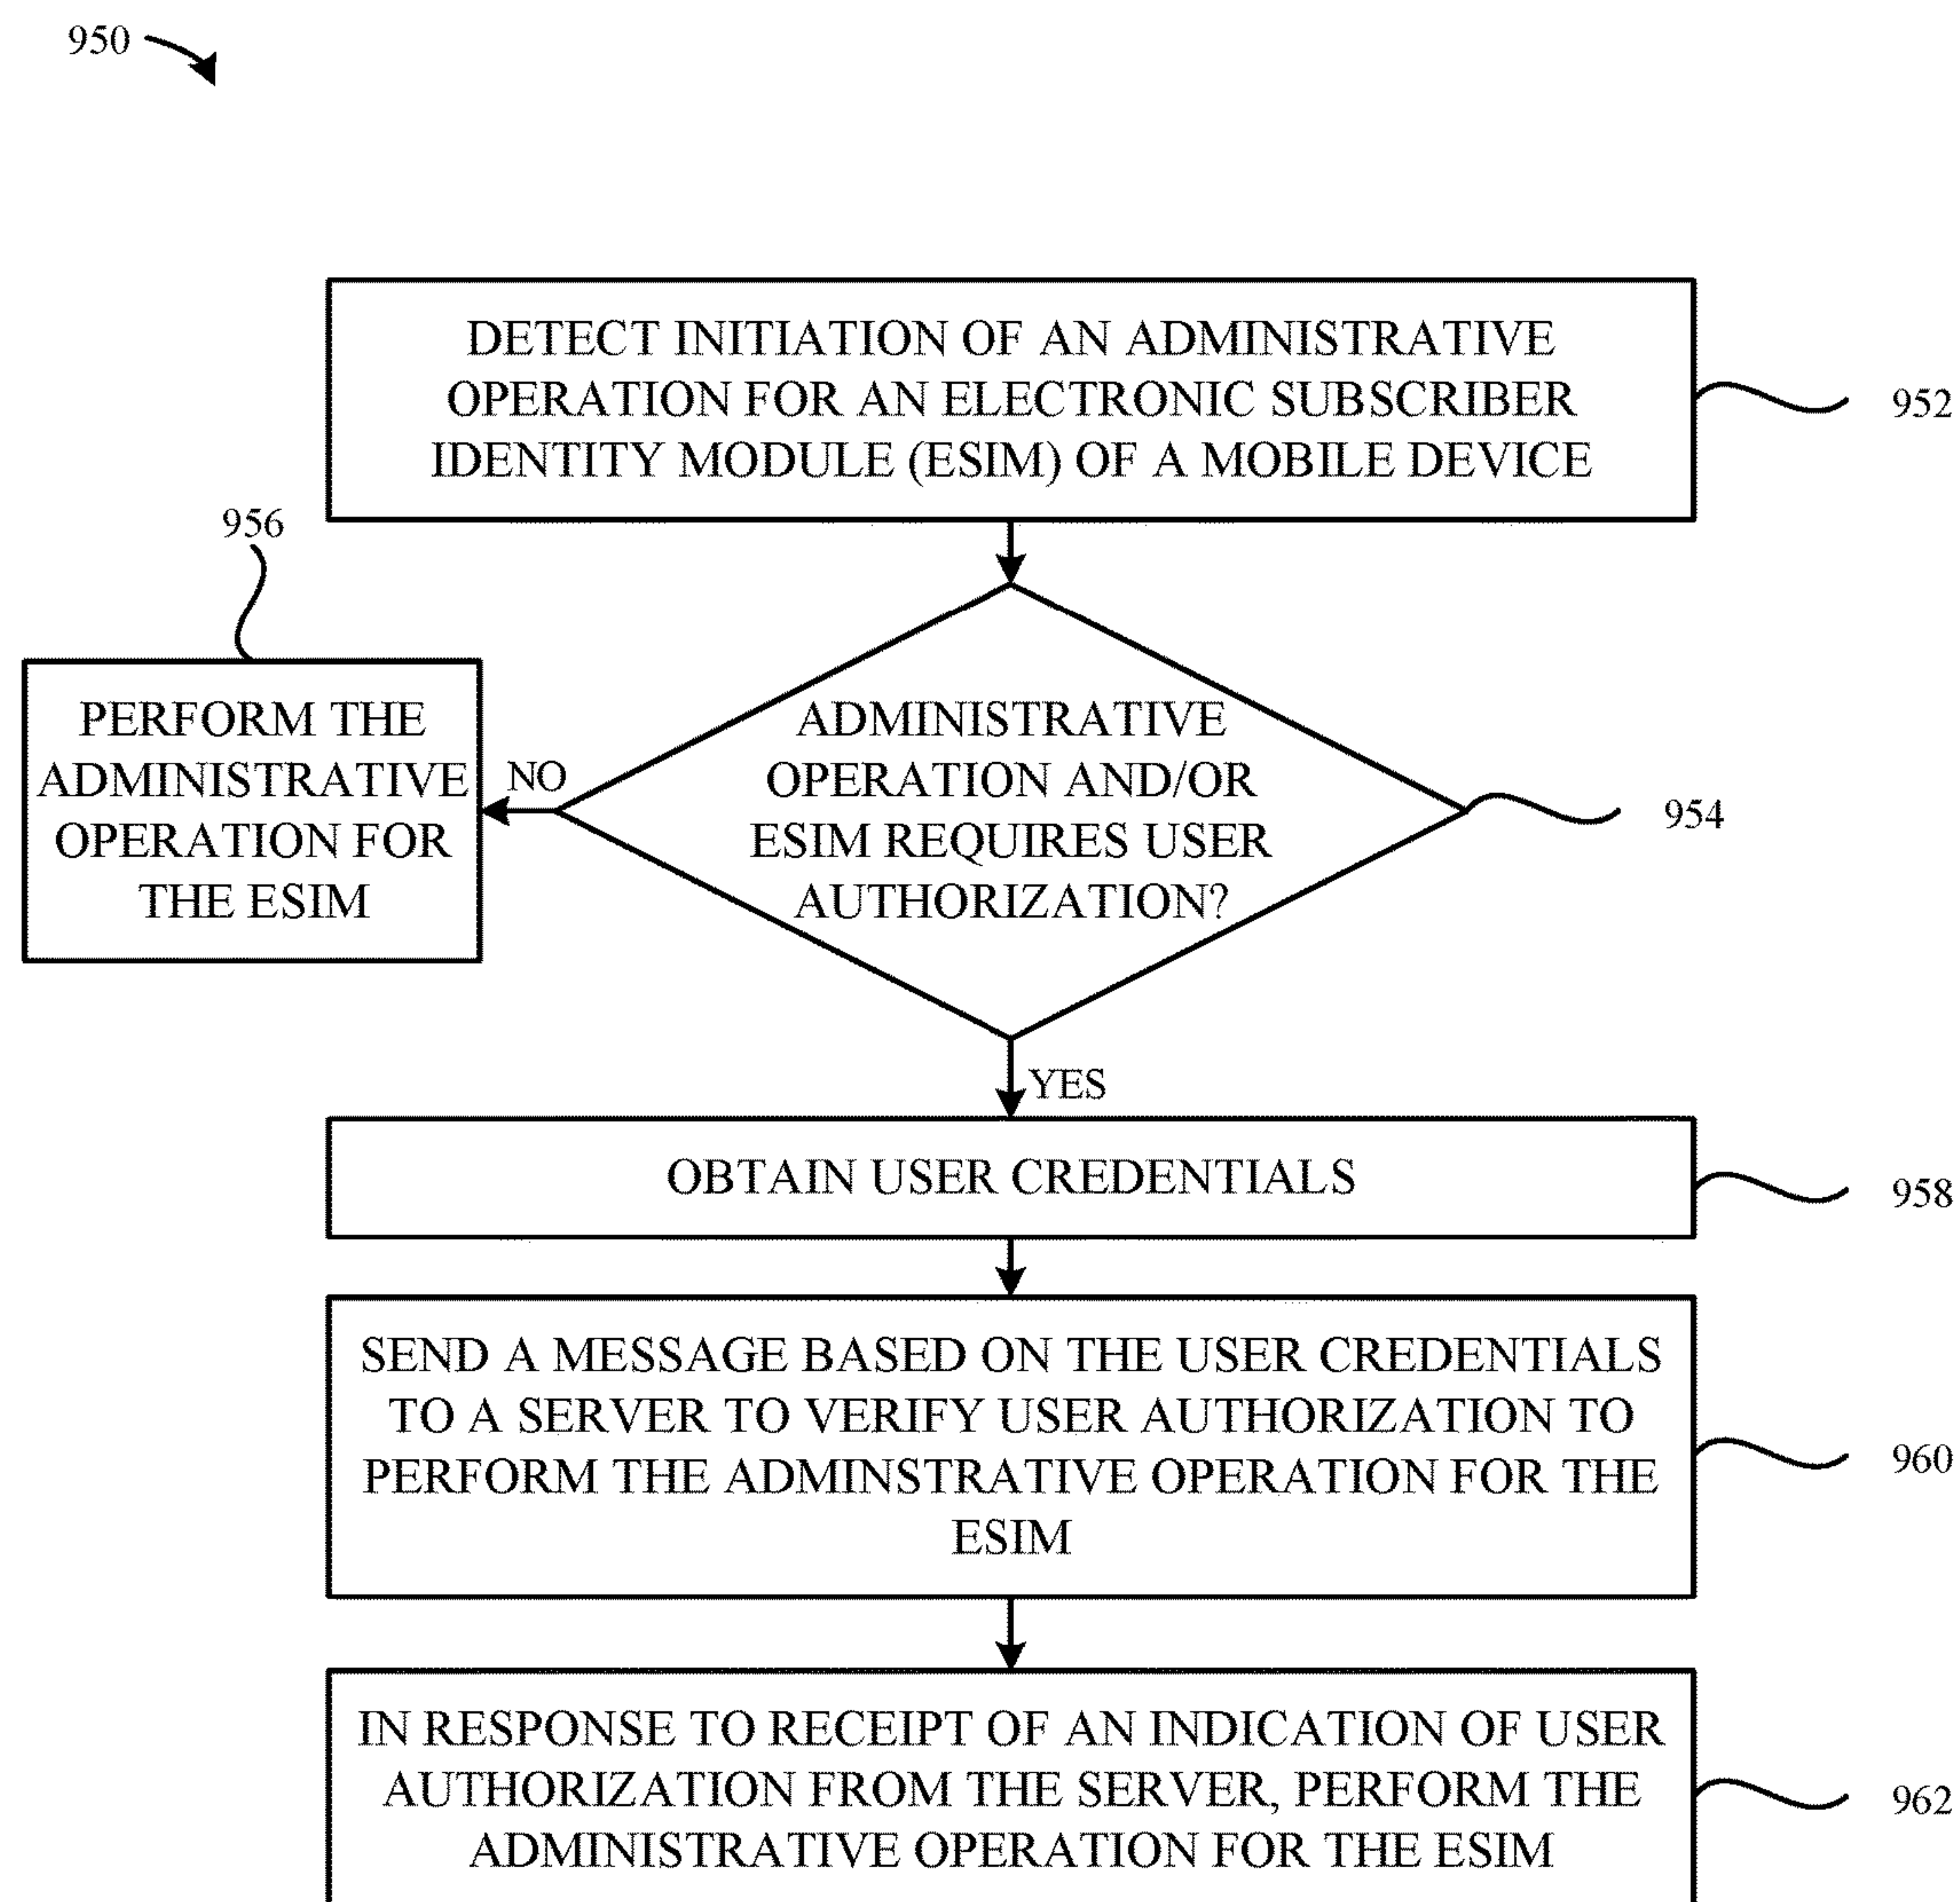 950
DETECT INITIATION OF AN ADMINISTRATIVE
OPERATION FOR AN ELECTRONIC SUBSCRIBER
IDENTITY MODULE (ESIM) OF A MOBILE DEVICE
952
956
PERFORM THE
ADMINISTRATIVE
OPERATION FOR
THE ESIM
NO
ADMINISTRATIVE
OPERATION AND/OR
ESIM REQUIRES USER
AUTHORIZATION?
954
YES
OBTAIN USER CREDENTIALS
958
SEND A MESSAGE BASED ON THE USER CREDENTIALS
TO A SERVER TO VERIFY USER AUTHORIZATION TO
PERFORM THE ADMINSTRATIVE OPERATION FOR THE
ESIM
960
IN RESPONSE TO RECEIPT OF AN INDICATION OF USER
AUTHORIZATION FROM THE SERVER, PERFORM THE
ADMINISTRATIVE OPERATION FOR THE ESIM
962